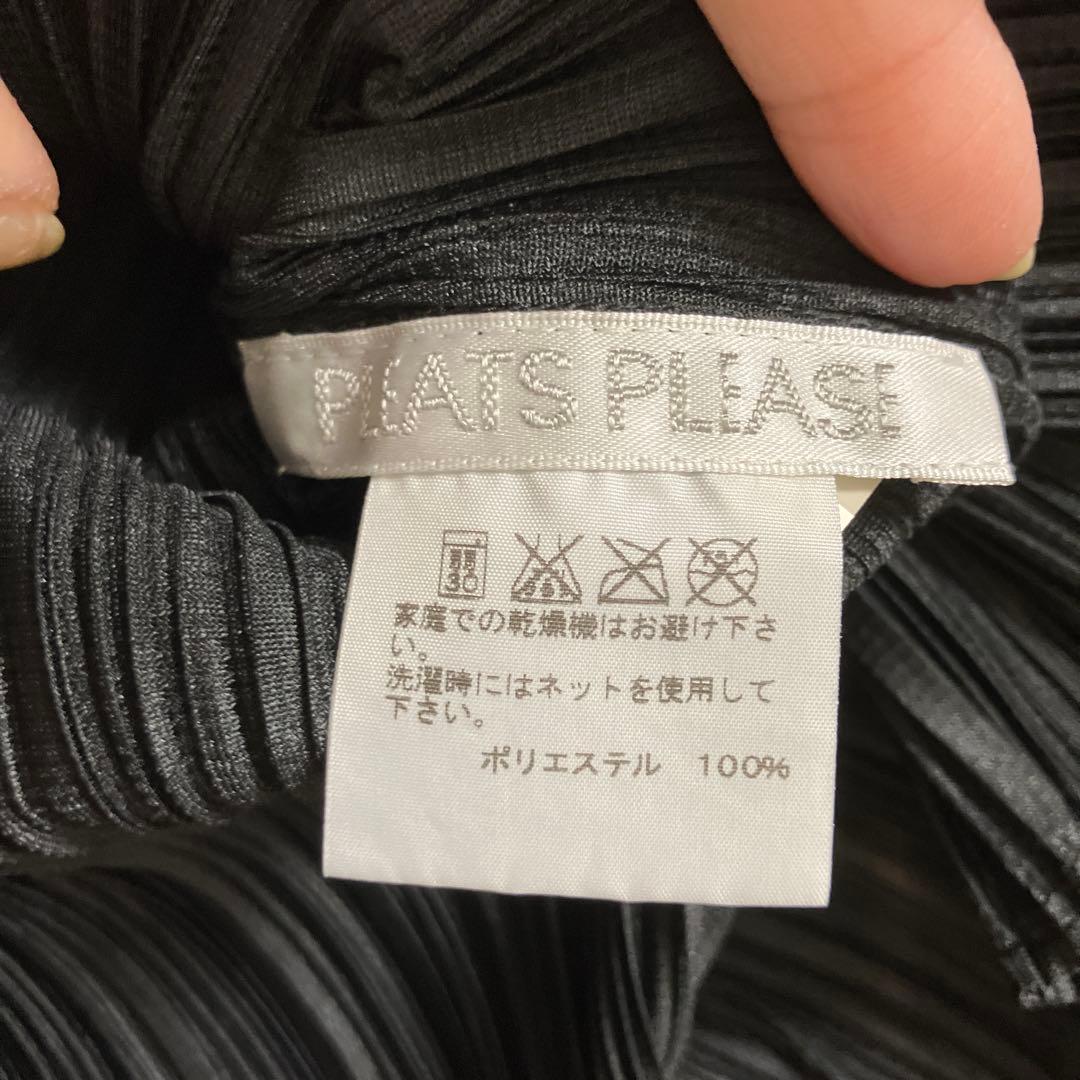 PLEATS PLEASE
弱
30
家庭での乾燥機はお避け下さ
い。
洗濯時にはネットを使用して
下さい。
ポリエステル 100%